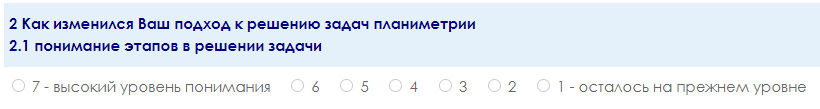 2 Как изменился Ваш подход к решению задач планиметрии
2.1 понимание этапов в решении задачи
7 - высокий уровень понимания 6 5 4 3 2 1 - осталось на прежнем уровне